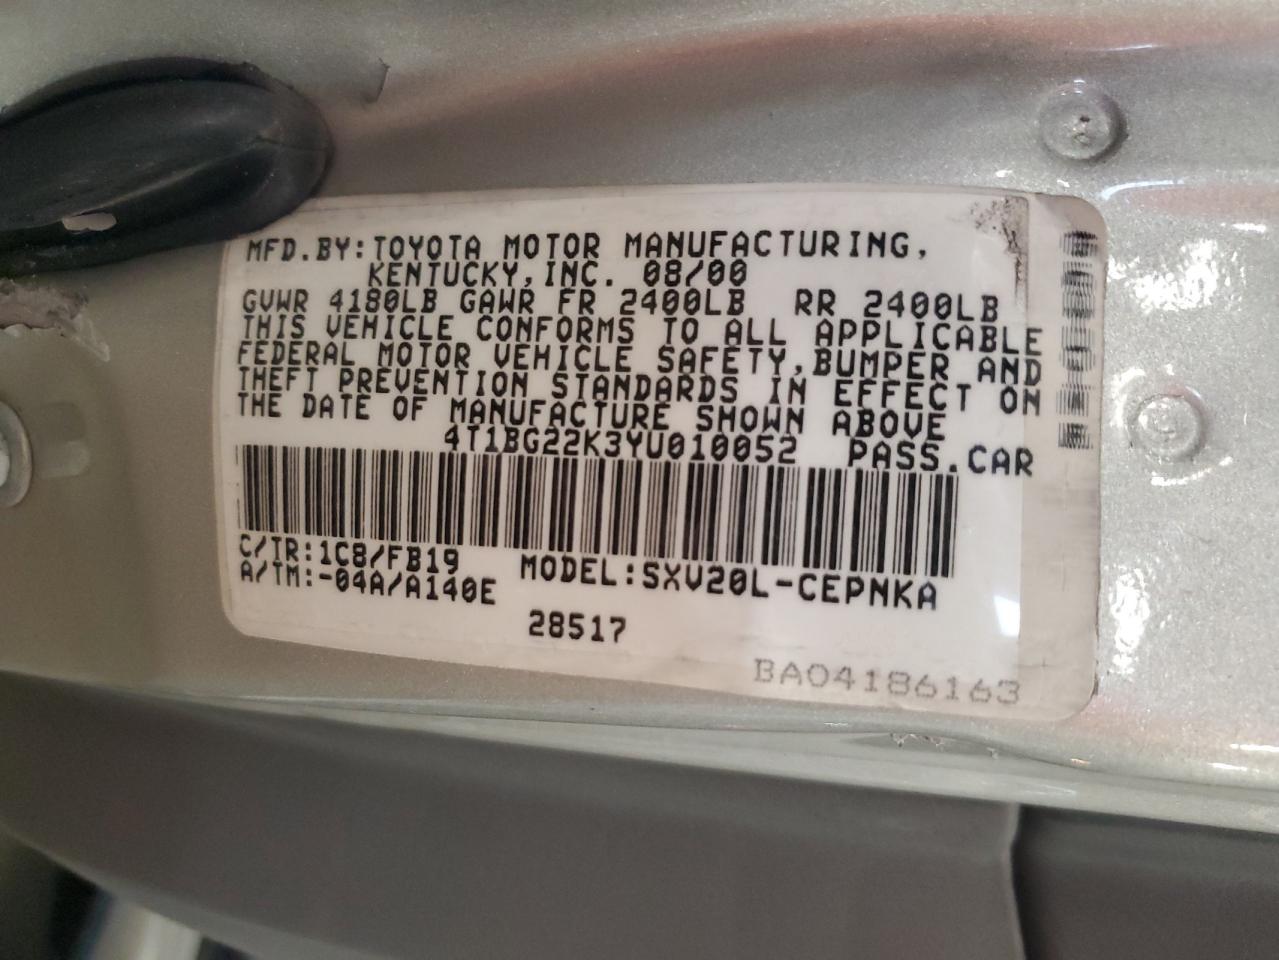 MFD.BY:TOYOTA MOTOR MANUFACTURING,
KENTUCKY,INC. 08/00
GVWR 4180LB GAWR FR 2400LB RR 2400LB
THIS VEHICLE CONFORMS TO ALL APPLICABLE
FEDERAL MOTOR VEHICLE SAFETY,BUMPER AND
THEFT PREVENTION STANDARDS IN EFFECT ON
THE DATE OF MANUFACTURE SHOWN ABOVE
4T1BG22K3YU010052 PASS.CAR
C/TR:1C8/FB19 MODEL:SXV20L-CEPNKA
A/TM:-04A/A140E
28517
BA04186163